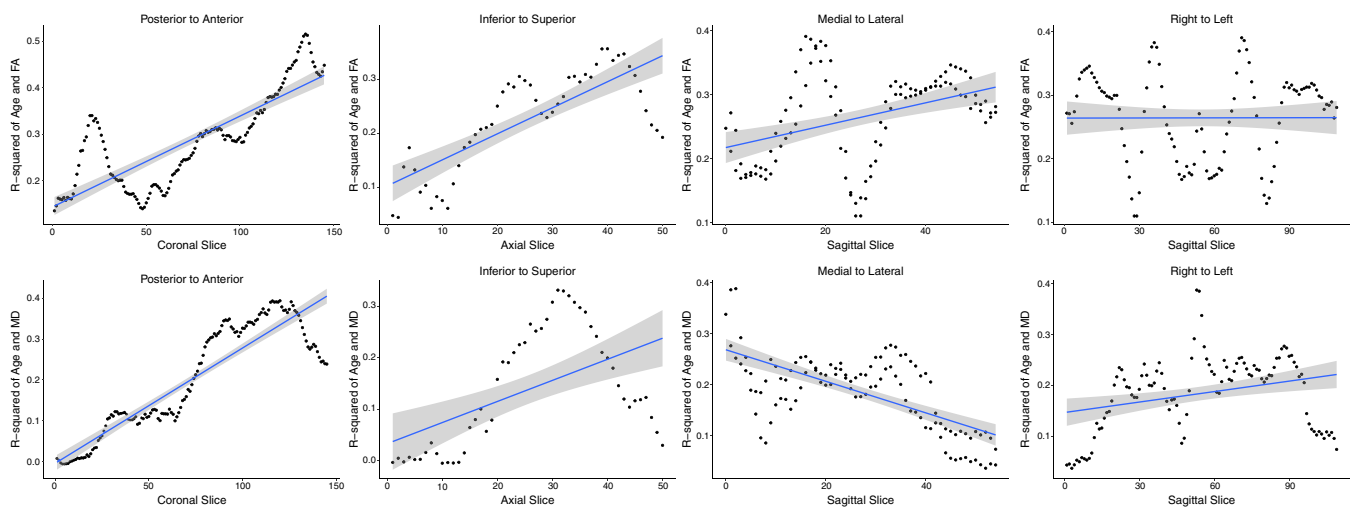 Posterior to Anterior
R−squared of Age and FA
0.5
0.4
0.3
0.2
0
50
100
150
Coronal Slice
Inferior to Superior
R−squared of Age and FA
0.3
0.2
0.1
0
10
20
30
40
50
Axial Slice
Medial to Lateral
R−squared of Age and FA
0.4
0.3
0.2
0.1
0
20
40
Sagittal Slice
Right to Left
R−squared of Age and FA
0.4
0.3
0.2
0.1
0
30
60
90
Sagittal Slice
Posterior to Anterior
R−squared of Age and MD
0.4
0.3
0.2
0.1
0.0
0
50
100
150
Coronal Slice
Inferior to Superior
R−squared of Age and MD
0.3
0.2
0.1
0.0
0
10
20
30
40
50
Axial Slice
Medial to Lateral
R−squared of Age and MD
0.4
0.3
0.2
0.1
0
20
40
Sagittal Slice
Right to Left
R−squared of Age and MD
0.4
0.3
0.2
0.1
0
30
60
90
Sagittal Slice